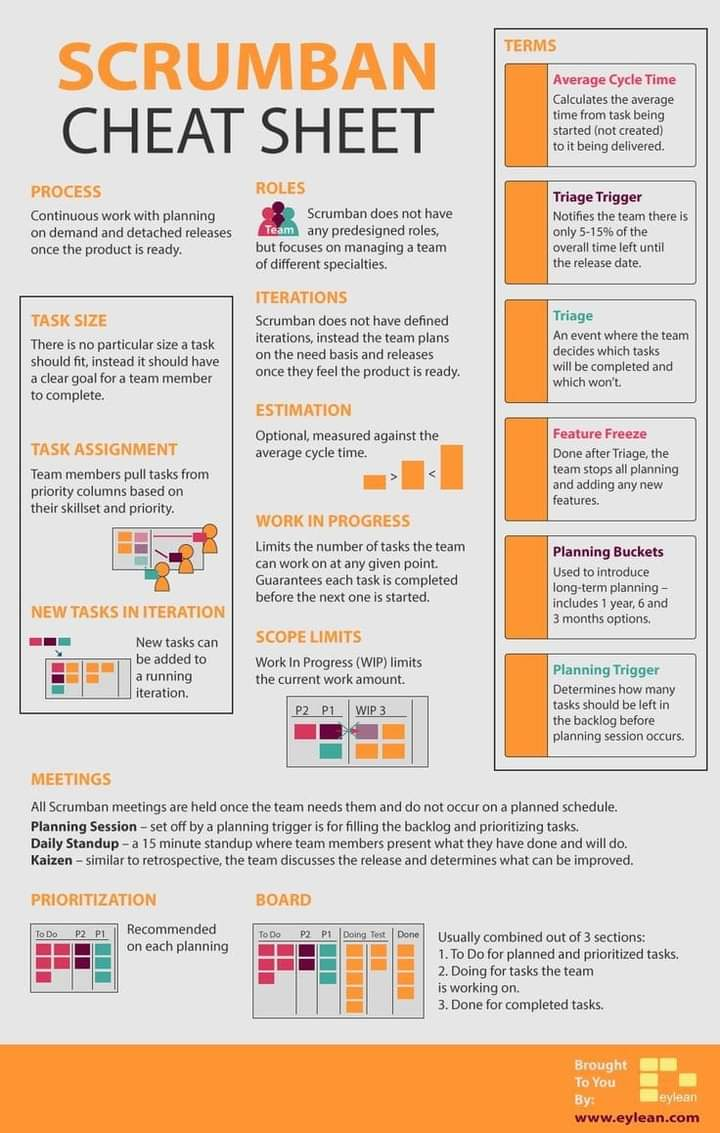 SCRUMBAN
CHEAT SHEET
PROCESS
Continuous work with planning
on demand and detached releases
once the product is ready.
TASK SIZE
There is no particular size a task
should fit, instead it should have
a clear goal for a team member
to complete.
TASK ASSIGNMENT
Team members pull tasks from
priority columns based on
their skillset and priority.
NEW TASKS IN ITERATION
New tasks can
be added to
a running
iteration.
ROLES
Team
Scrumban does not have
any predesigned roles,
but focuses on managing a team
of different specialties.
ITERATIONS
Scrumban does not have defined
iterations, instead the team plans
on the need basis and releases
once they feel the product is ready.
ESTIMATION
Optional, measured against the
average cycle time.
> <
WORK IN PROGRESS
Limits the number of tasks the team
can work on at any given point.
Guarantees each task is completed
before the next one is started.
SCOPE LIMITS
Work In Progress (WIP) limits
the current work amount.
P2 P1 WIP 3
TERMS
Average Cycle Time
Calculates the average
time from task being
started (not created)
to it being delivered.
Triage Trigger
Notifies the team there is
only 5-15% of the
overall time left until
the release date.
Triage
An event where the team
decides which tasks
will be completed and
which won't.
Feature Freeze
Done after Triage, the
team stops all planning
and adding any new
features.
Planning Buckets
Used to introduce
long-term planning –
includes 1 year, 6 and
3 months options.
Planning Trigger
Determines how many
tasks should be left in
the backlog before
planning session occurs.
MEETINGS
All Scrumban meetings are held once the team needs them and do not occur on a planned schedule.
Planning Session – set off by a planning trigger is for filling the backlog and prioritizing tasks.
Daily Standup – a 15 minute standup where team members present what they have done and will do.
Kaizen – similar to retrospective, the team discusses the release and determines what can be improved.
PRIORITIZATION
To Do P2 P1
Recommended
on each planning
BOARD
To Do P2 P1 Doing Test Done
Usually combined out of 3 sections:
1. To Do for planned and prioritized tasks.
2. Doing for tasks the team
is working on.
3. Done for completed tasks.
Brought
To You
By:
eylean
www.eylean.com